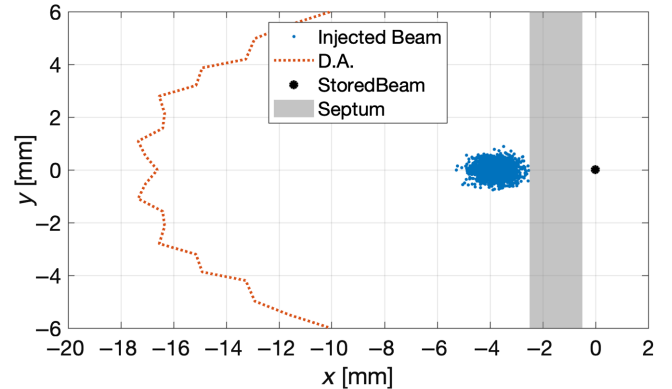 6
4
2
0
−2
−4
−6
y [mm]
Injected Beam
D.A.
StoredBeam
Septum
−20 −18 −16 −14 −12 −10 −8 −6 −4 −2 0 2
x [mm]